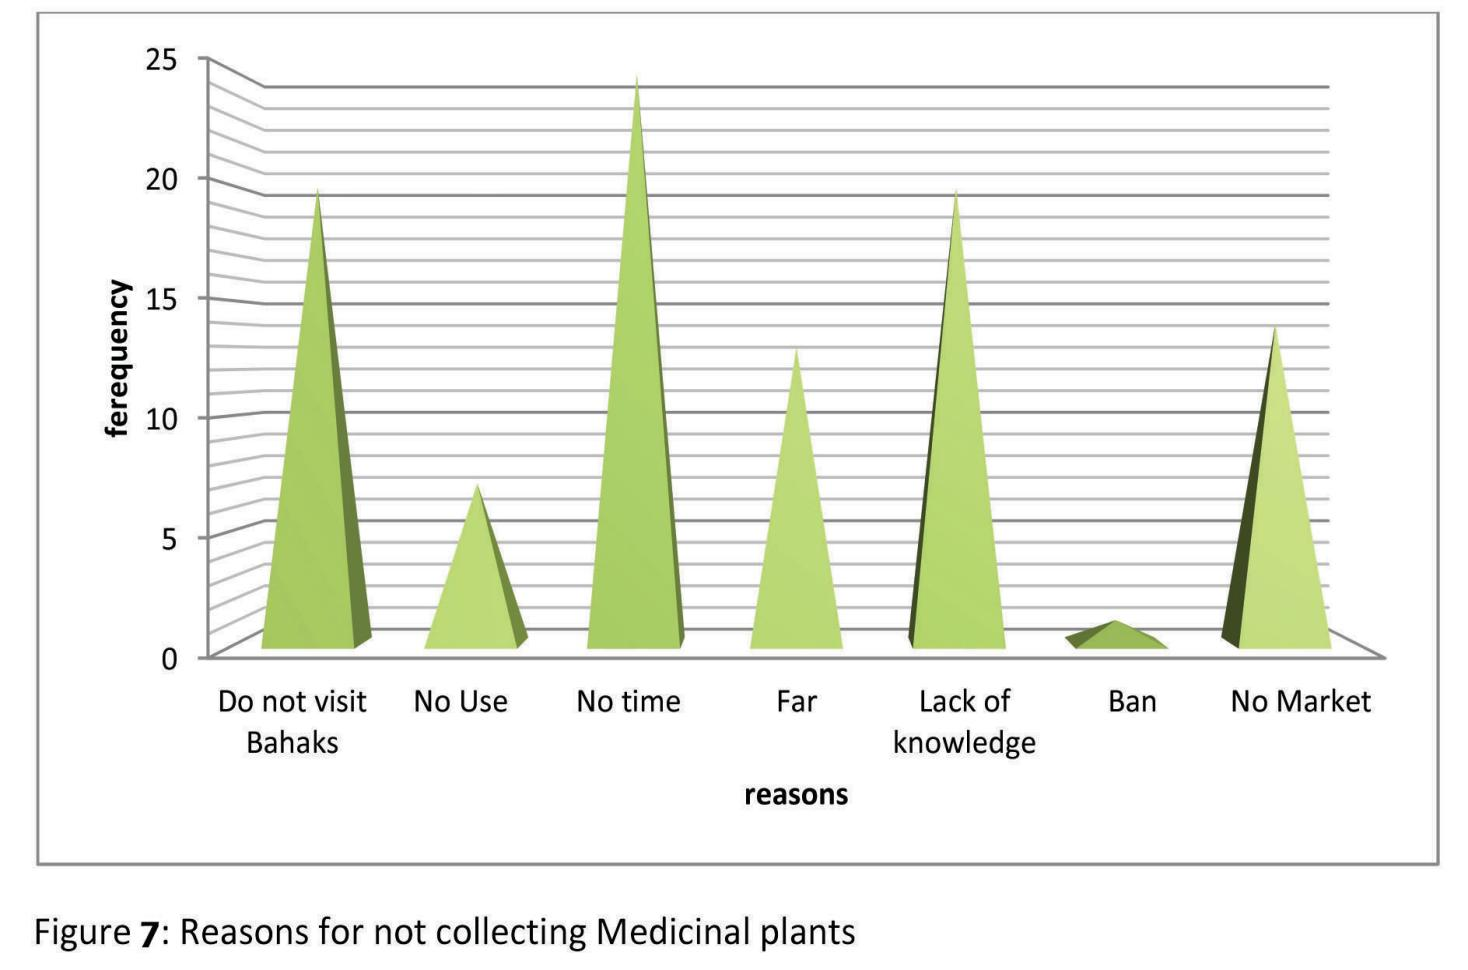 25
20
15
10
5
0
ferequency
Do not visit
Bahaks
No Use
No time
Far
Lack of
knowledge
Ban
No Market
reasons
Figure 7: Reasons for not collecting Medicinal plants